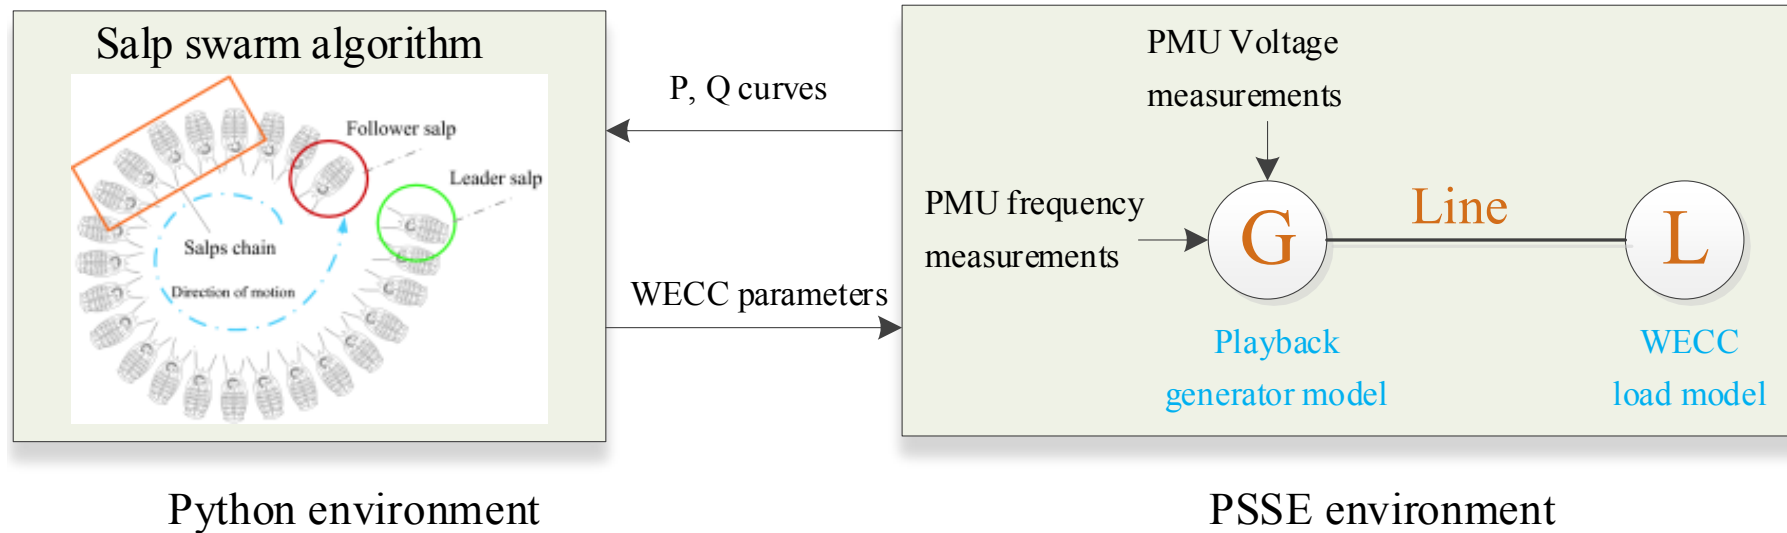 Salp swarm algorithm
Follower salp
Leader salp
Salps chain
Direction of motion
Python environment
P, Q curves
WECC parameters
PMU Voltage
measurements
PMU frequency
measurements
G
Line
L
Playback
generator model
WECC
load model
PSSE environment